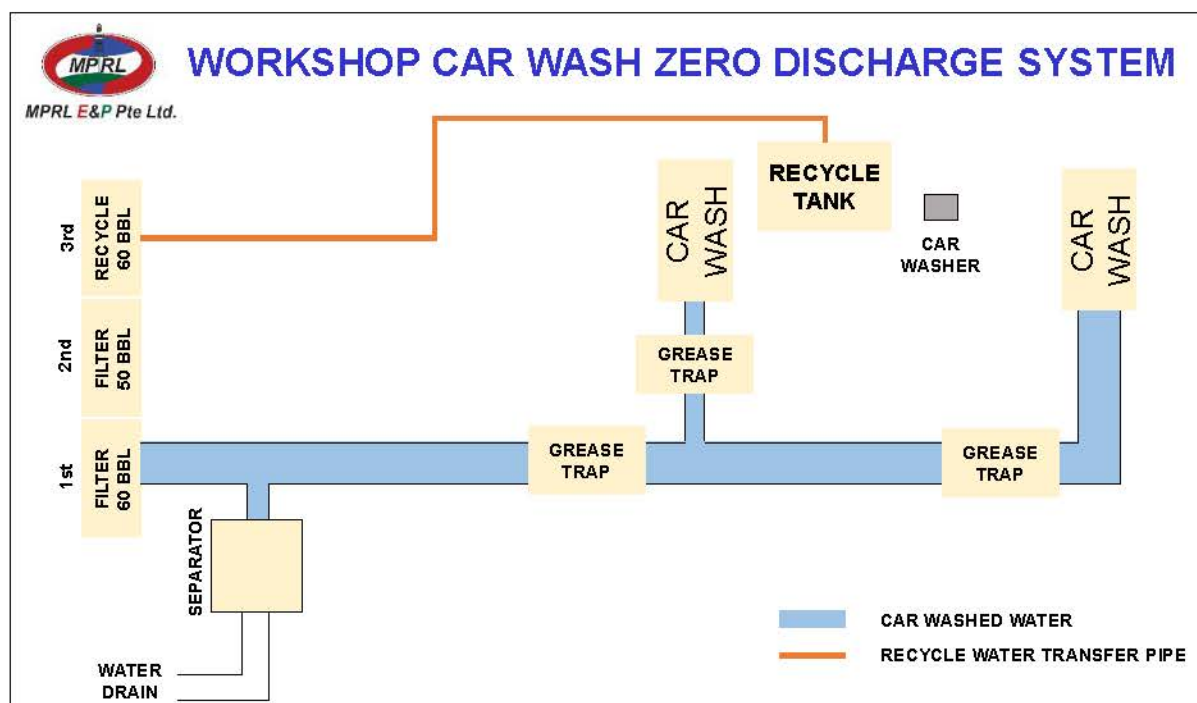 MPRL
MPRL E&P Pte Ltd.
WORKSHOP CAR WASH ZERO DISCHARGE SYSTEM
3rd
RECYCLE
60 BBL
2nd
FILTER
50 BBL
1st
FILTER
60 BBL
CAR
WASH
RECYCLE
TANK
CAR
WASHER
CAR
WASH
GREASE
TRAP
GREASE
TRAP
GREASE
TRAP
SEPARATOR
WATER
DRAIN
CAR WASHED WATER
RECYCLE WATER TRANSFER PIPE